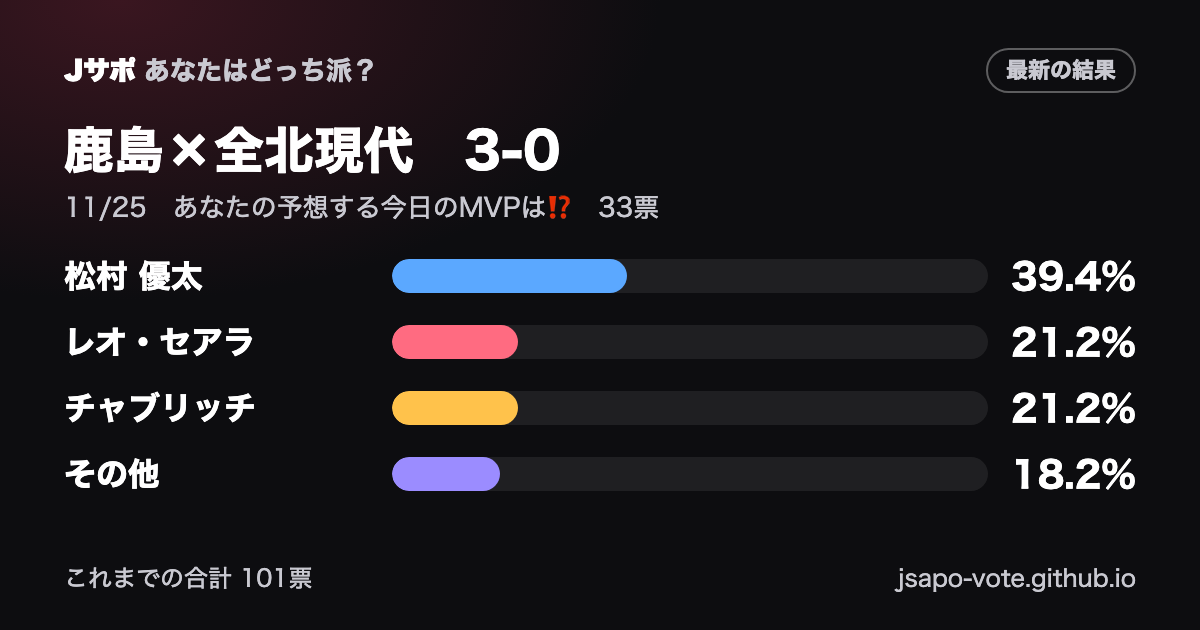 Jサポ あなたはどっち派？
最新の結果
鹿島×全北現代　3-0
11/25　あなたの予想する今日のMVPは⁉　33票
松村 優太 39.4%
レオ・セアラ 21.2%
チャブリッチ 21.2%
その他 18.2%
これまでの合計 101票
jsapo-vote.github.io